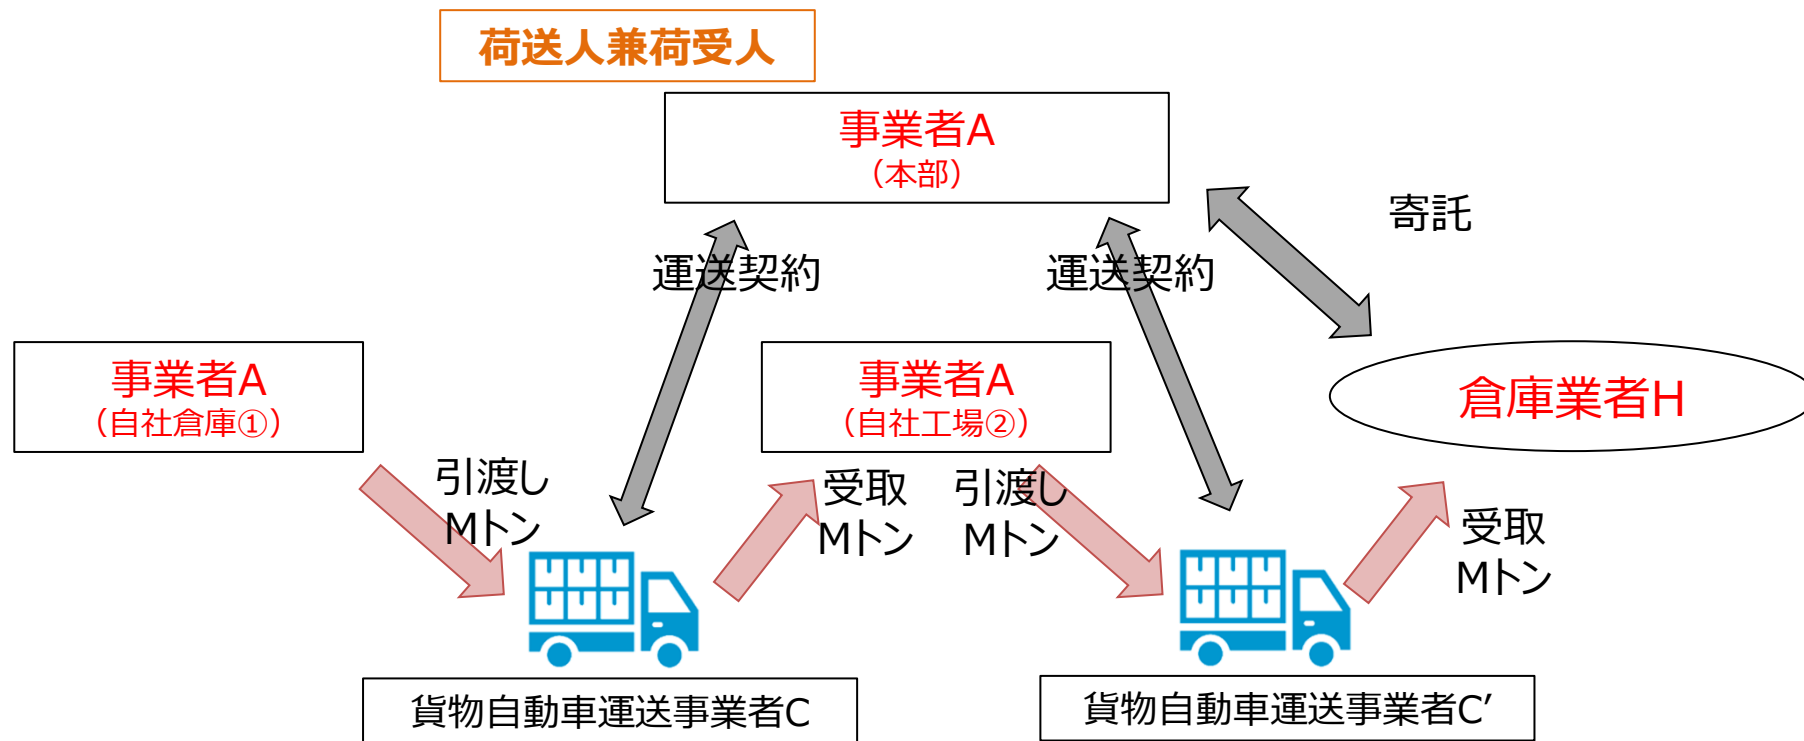 荷送人兼荷受人
事業者A
（本部）
寄託
運送契約
運送契約
事業者A
（自社倉庫①）
事業者A
（自社工場②）
倉庫業者H
引渡し
Mトン
受取
Mトン
引渡し
Mトン
受取
Mトン
貨物自動車運送事業者C
貨物自動車運送事業者C′